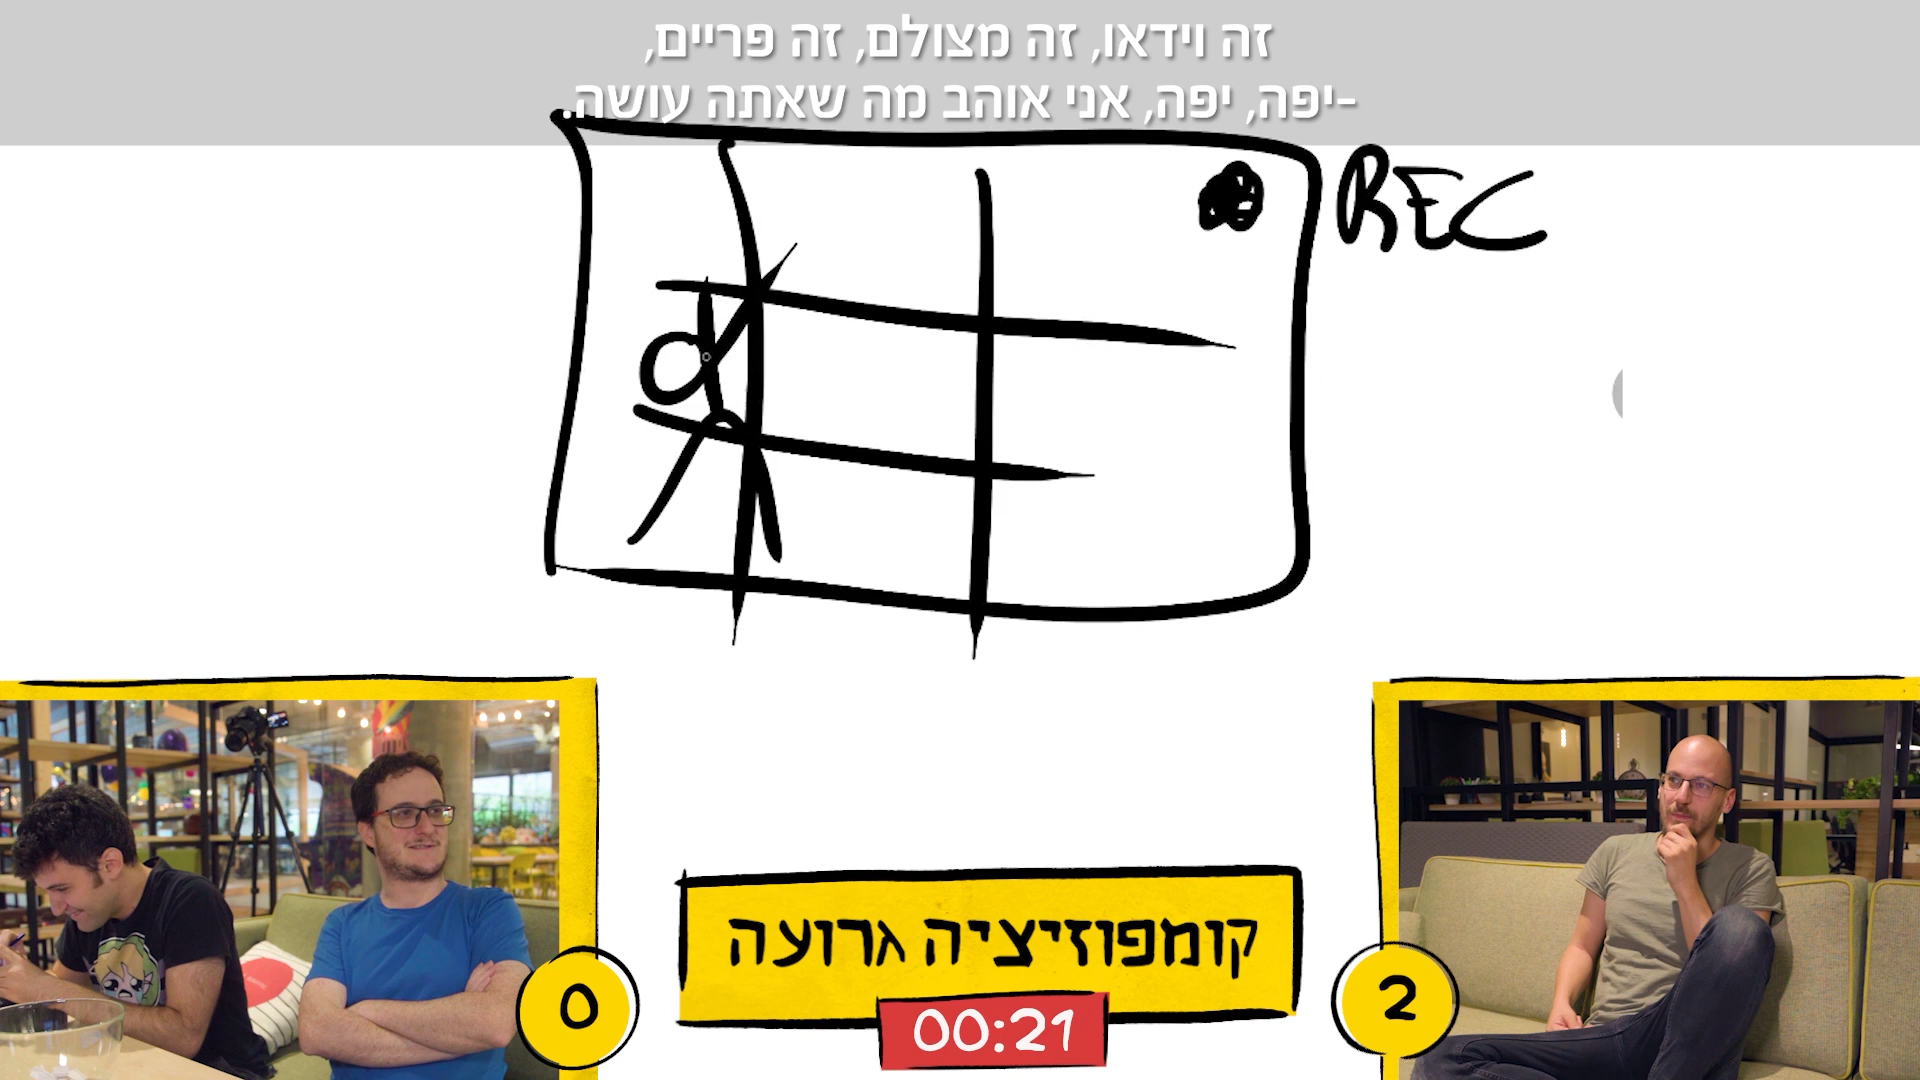 זה וידאו, זה מצולם, זה פריים,
-יפה, יפה, אני אוהב מה שאתה עושה.
REC
קומפוזיציה גרועה
0
2
00:21